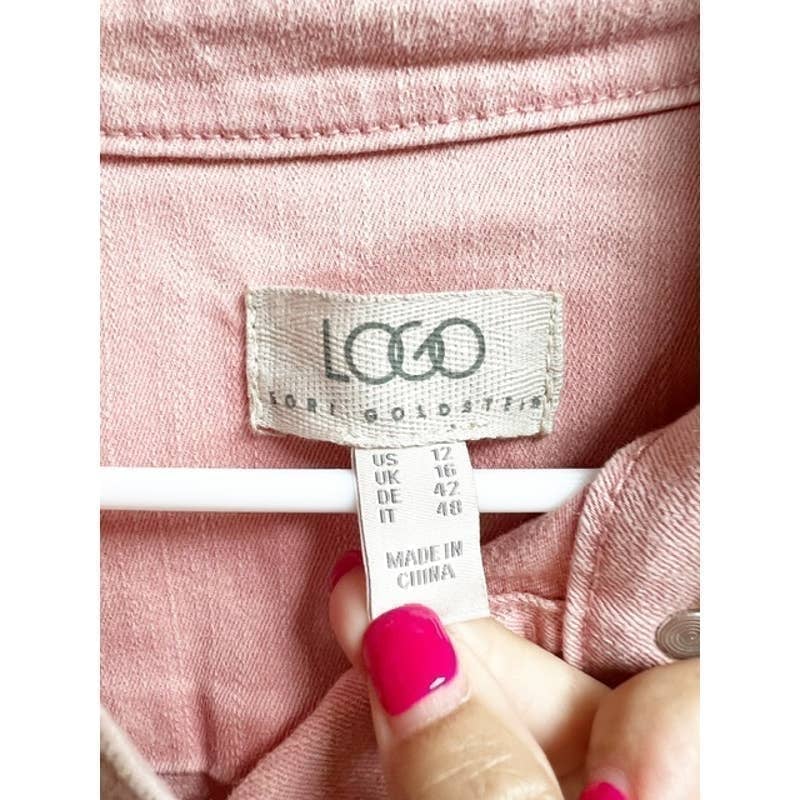 LOGO
LORI GOLDSTEIN
US 12
UK 16
DE 42
IT 48
MADE IN
CHINA